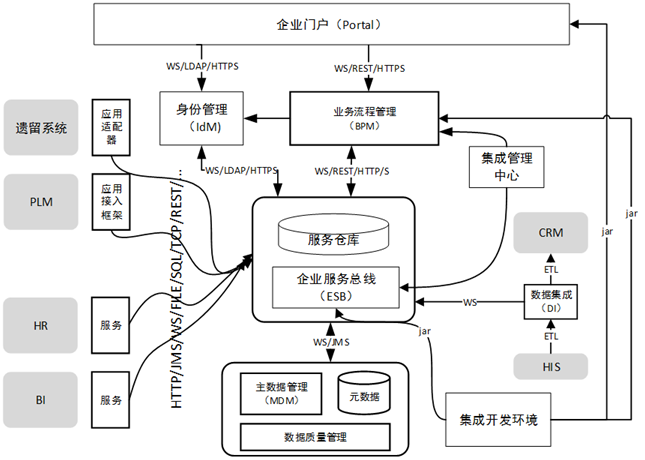 企业门户（Portal）
WS/LDAP/HTTPS
WS/REST/HTTPS
遗留系统
应用
适配
器
身份管理
（IdM)
业务流程管理
（BPM）
集成管理
中心
PLM
应用
接入
框架
WS/LDAP/HTTPS
WS/REST/HTTP/S
HTTP/JMS/WS/FILE/SQL/TCP/REST/...
jar
jar
服务仓库
CRM
ETL
企业服务总线
（ESB）
WS
数据集成
（DI）
HR
服务
jar
ETL
WS/JMS
HIS
BI
服务
主数据管理
（MDM）
元数据
集成开发环境
数据质量管理